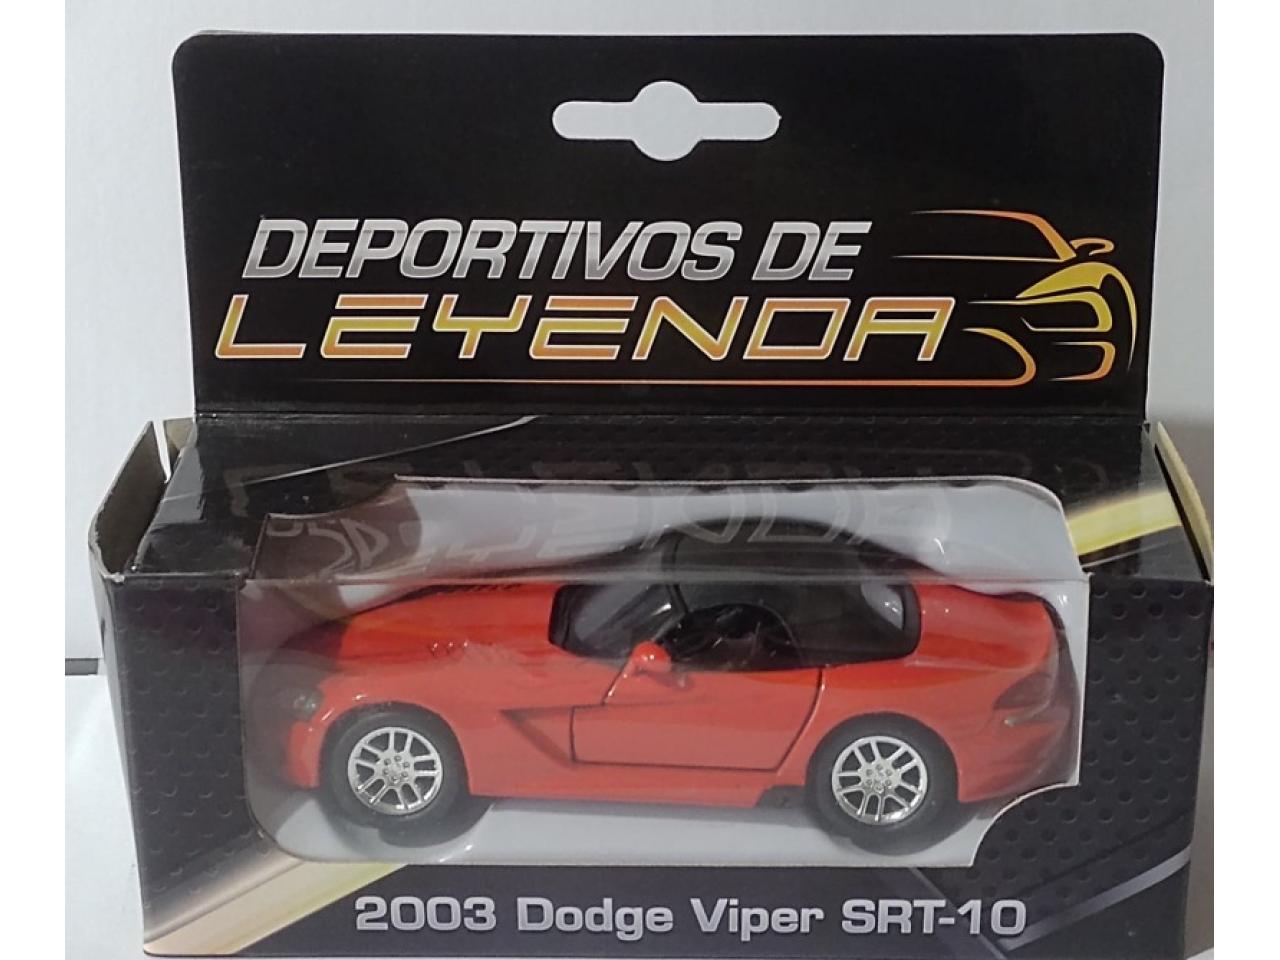 DEPORTIVOS DE
LEYENDA
2003 Dodge Viper SRT-10